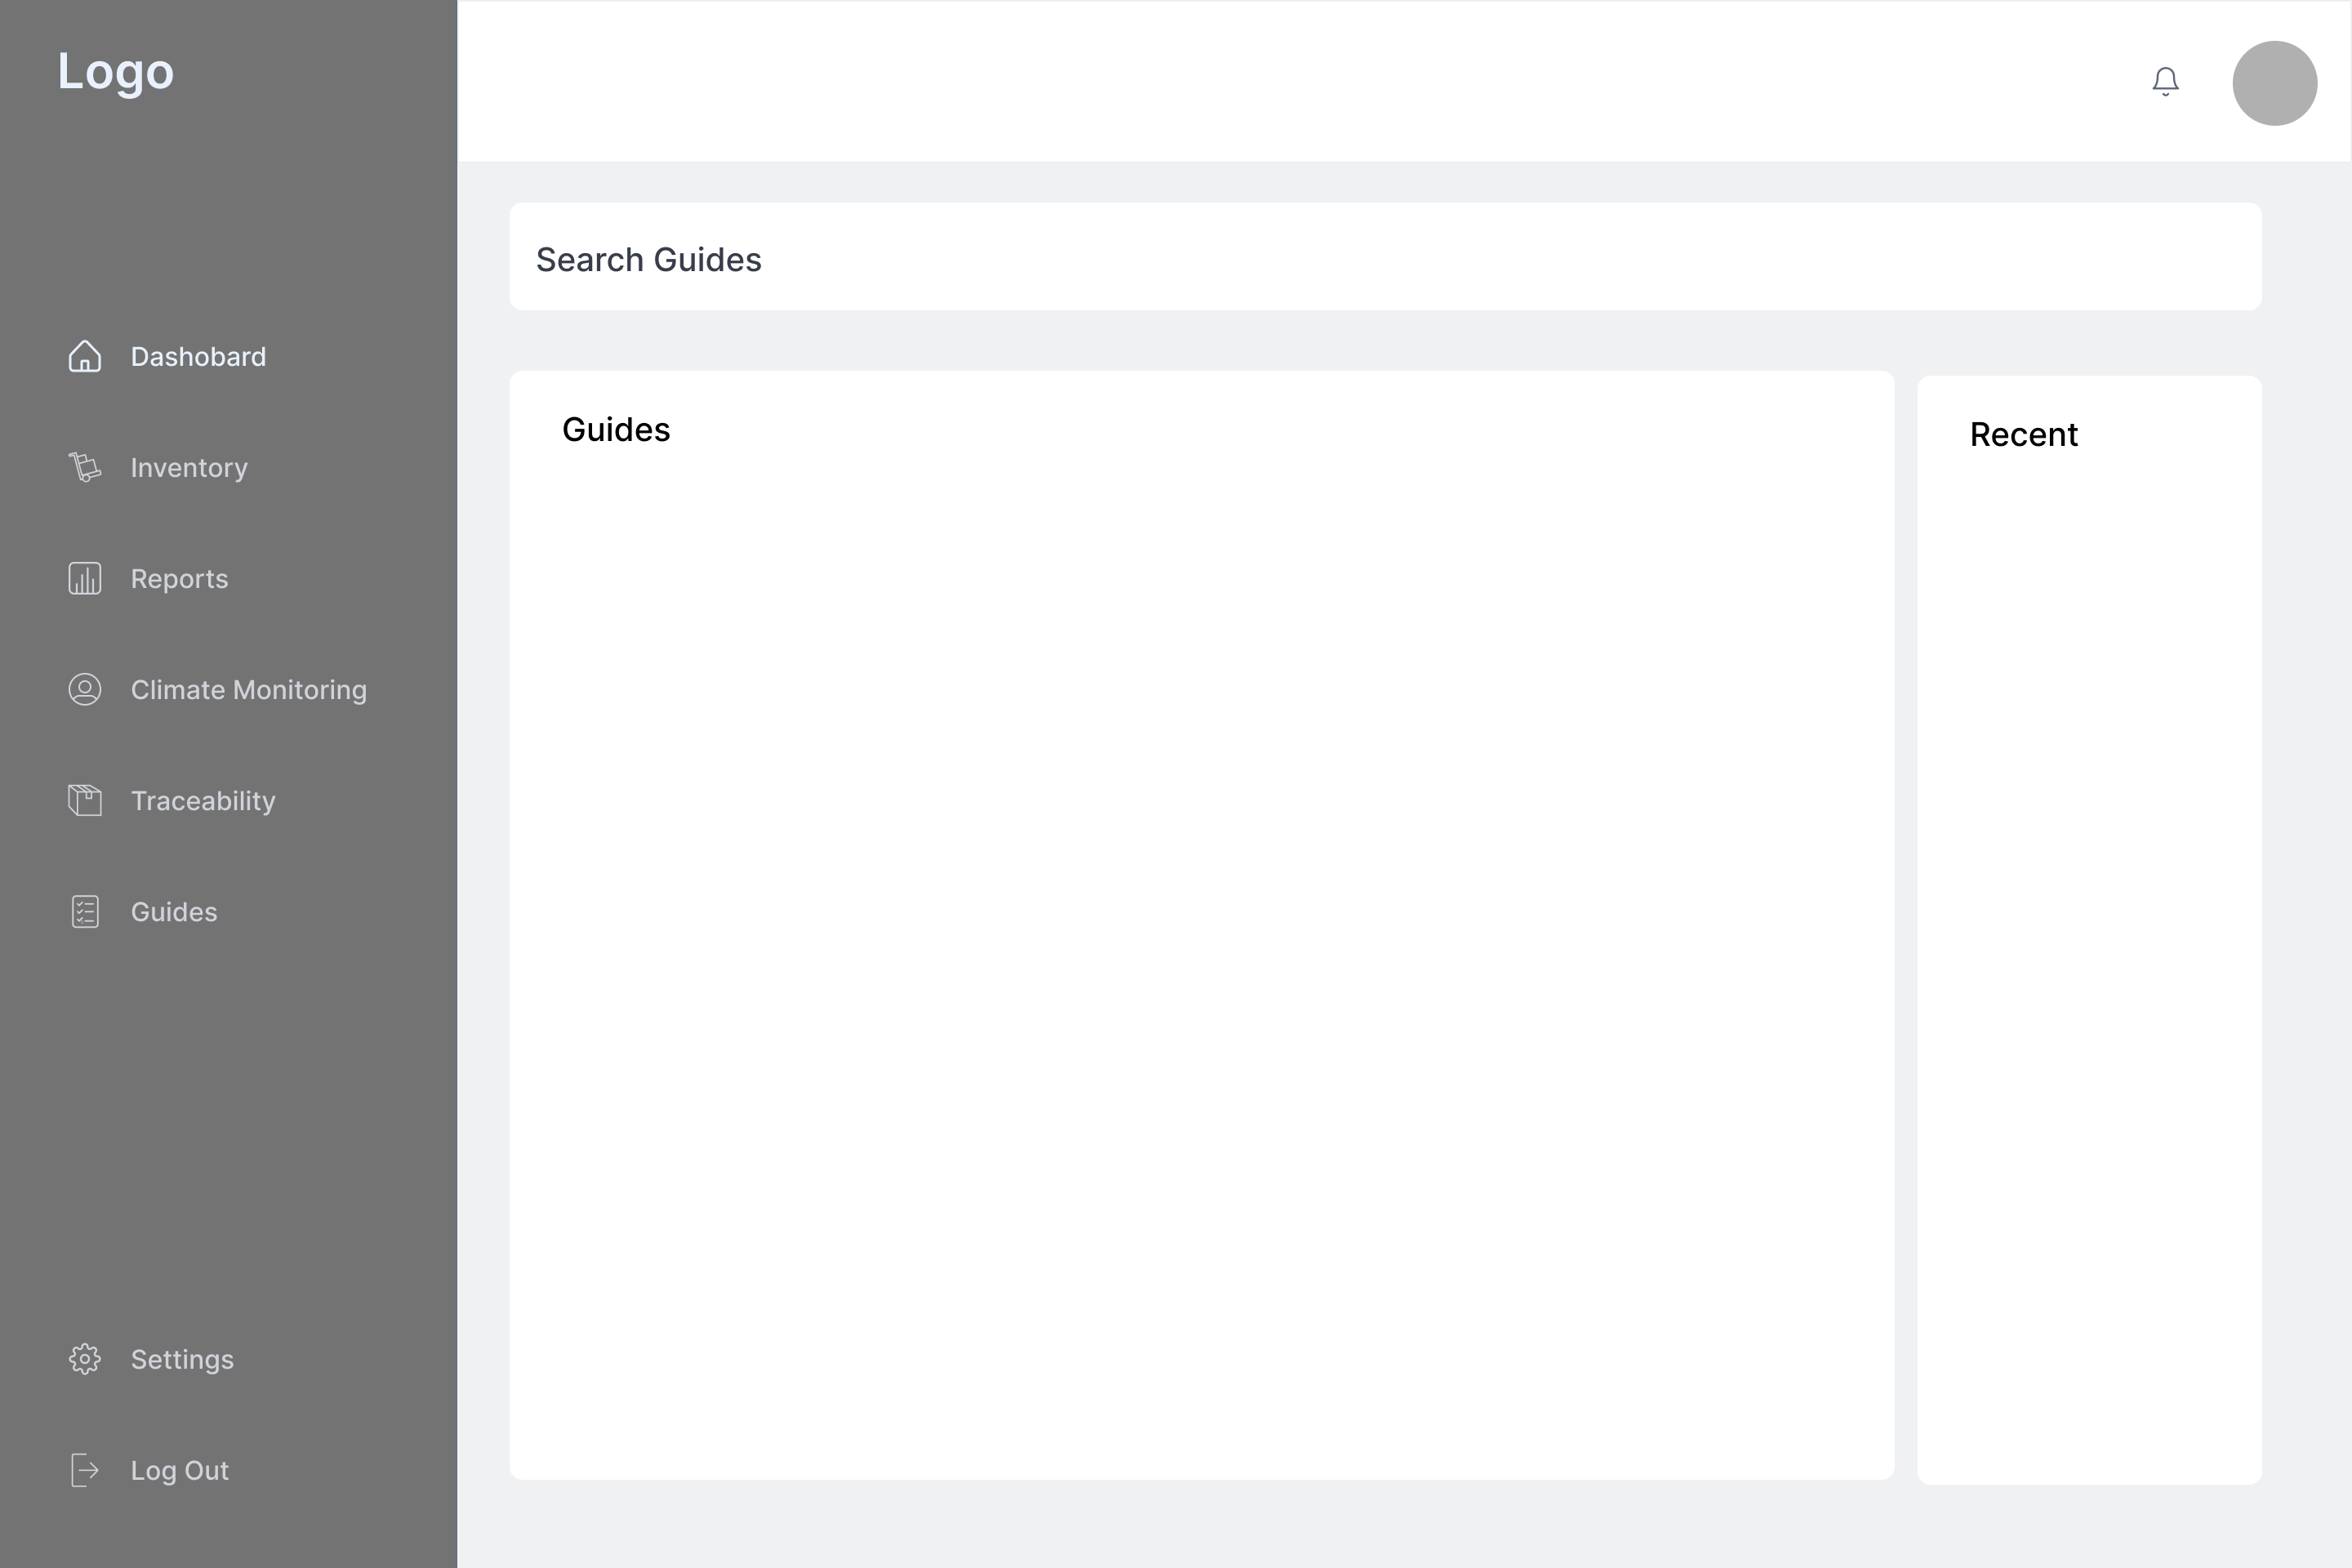 Logo
Dashobard
Inventory
Reports
Climate Monitoring
Traceability
Guides
Settings
Log Out
Search Guides
Guides
Recent